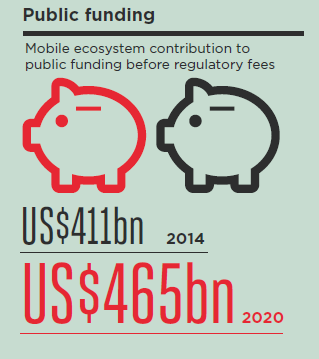 Public funding
Mobile ecosystem contribution to
public funding before regulatory fees
US$411bn 2014
US$465bn 2020